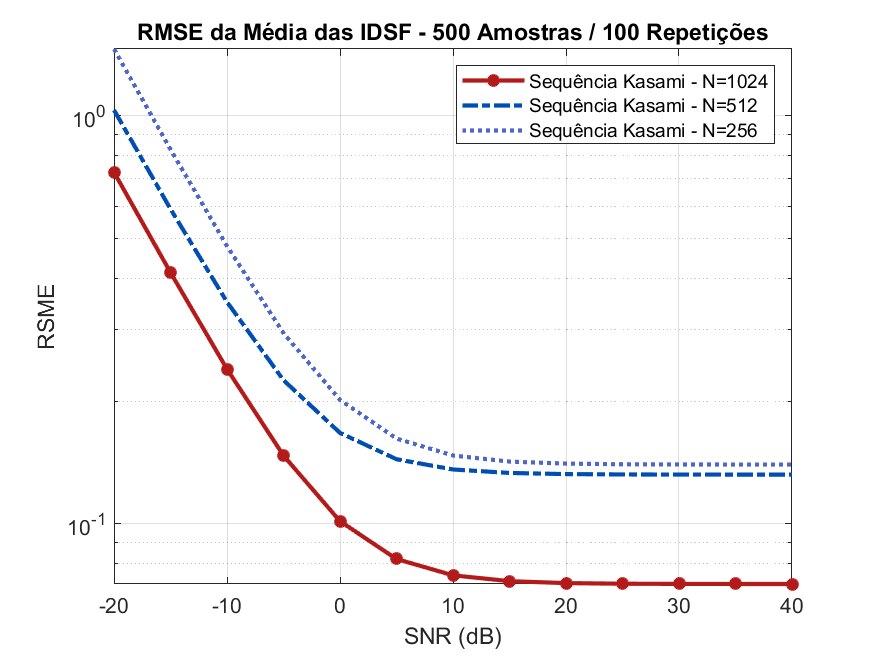 RMSE da Média das IDSF - 500 Amostras / 100 Repetições
Sequência Kasami - N=1024
Sequência Kasami - N=512
Sequência Kasami - N=256
10^0
10^-1
RSME
-20 -10 0 10 20 30 40
SNR (dB)